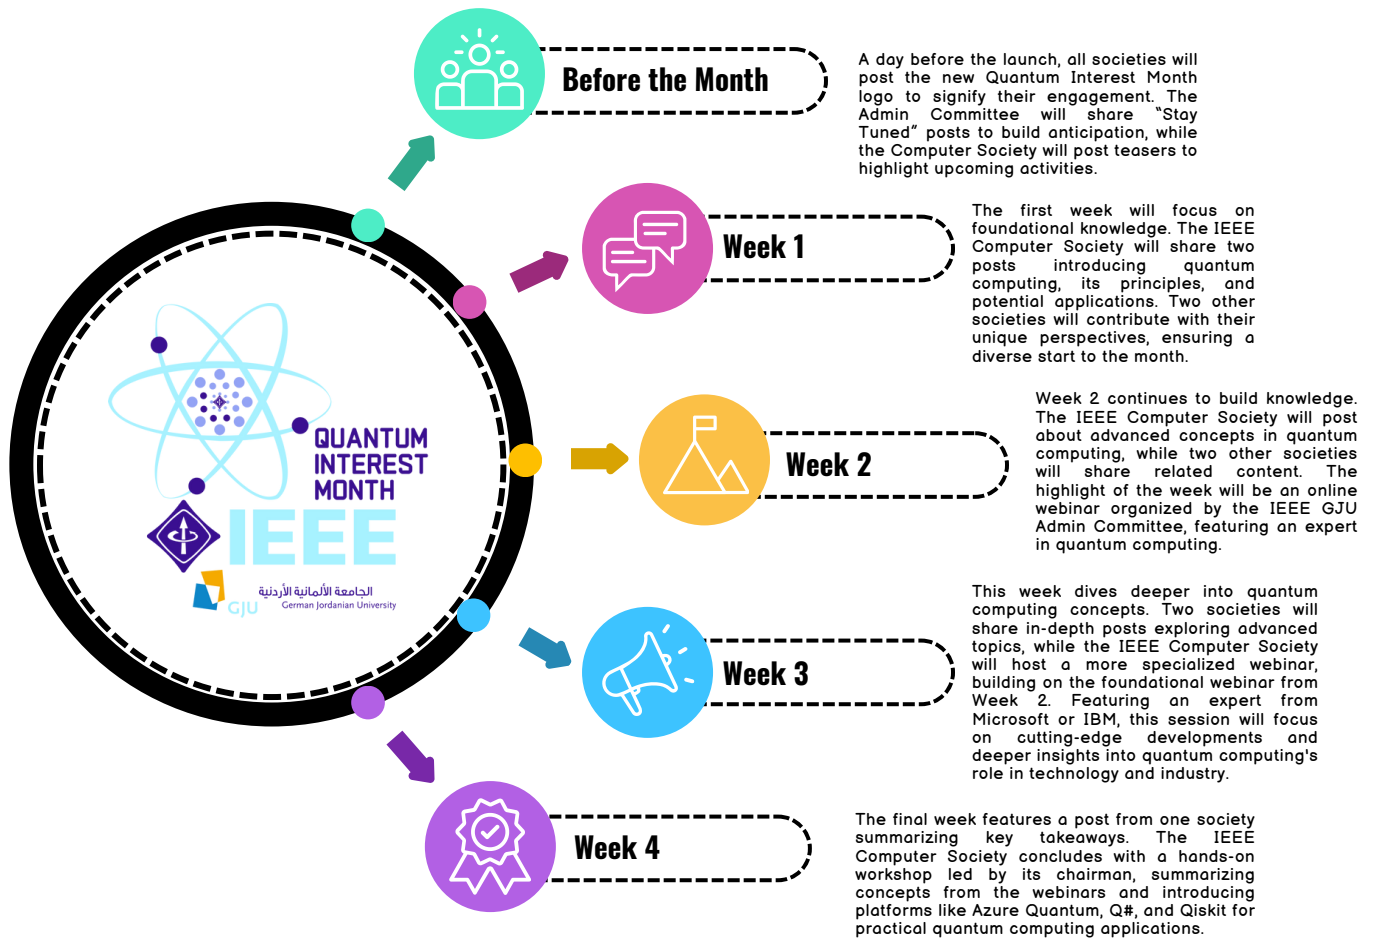 Before the Month
A day before the launch, all societies will
post the new Quantum Interest Month
logo to signify their engagement. The
Admin Committee will share “Stay
Tuned” posts to build anticipation, while
the Computer Society will post teasers to
highlight upcoming activities.
Week 1
The first week will focus on
foundational knowledge. The IEEE
Computer Society will share two
posts introducing quantum
computing, its principles, and
potential applications. Two other
societies will contribute with their
unique perspectives, ensuring a
diverse start to the month.
QUANTUM
INTEREST
MONTH
IEEE
GJU
الجامعة الألمانية الأردنية
German Jordanian University
Week 2
Week 2 continues to build knowledge.
The IEEE Computer Society will post
about advanced concepts in quantum
computing, while two other societies
will share related content. The
highlight of the week will be an online
webinar organized by the IEEE GJU
Admin Committee, featuring an expert
in quantum computing.
Week 3
This week dives deeper into quantum
computing concepts. Two societies will
share in-depth posts exploring advanced
topics, while the IEEE Computer Society
will host a more specialized webinar,
building on the foundational webinar from
Week 2. Featuring an expert from
Microsoft or IBM, this session will focus
on cutting-edge developments and
deeper insights into quantum computing's
role in technology and industry.
Week 4
The final week features a post from one society
summarizing key takeaways. The IEEE
Computer Society concludes with a hands-on
workshop led by its chairman, summarizing
concepts from the webinars and introducing
platforms like Azure Quantum, Q#, and Qiskit for
practical quantum computing applications.